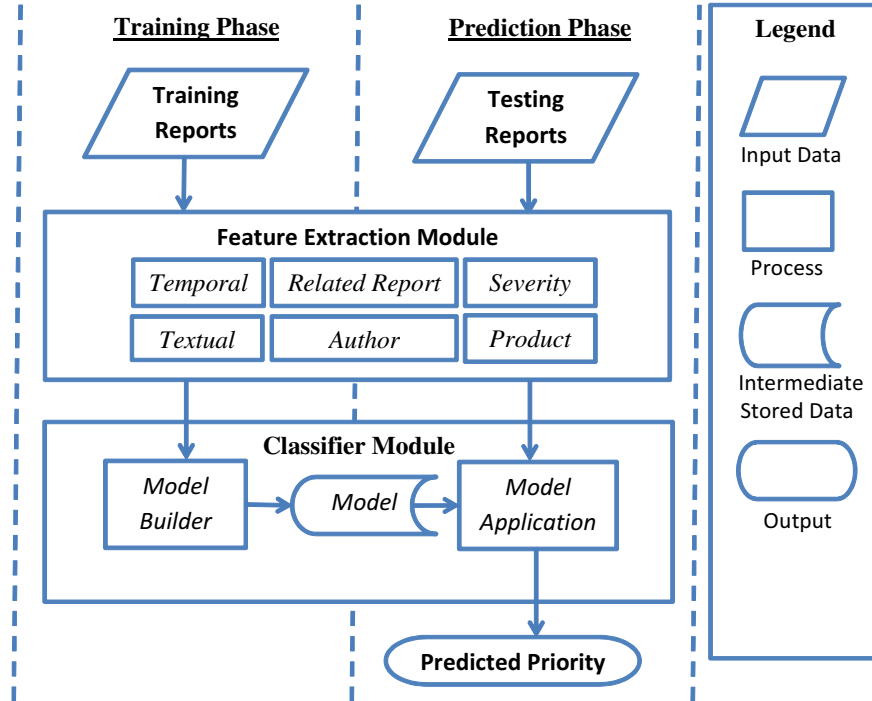 Training Phase
Prediction Phase
Legend
Training
Reports
Testing
Reports
Input Data
Feature Extraction Module
Temporal
Related Report
Severity
Textual
Author
Product
Process
Intermediate
Stored Data
Classifier Module
Model
Builder
Model
Model
Application
Output
Predicted Priority